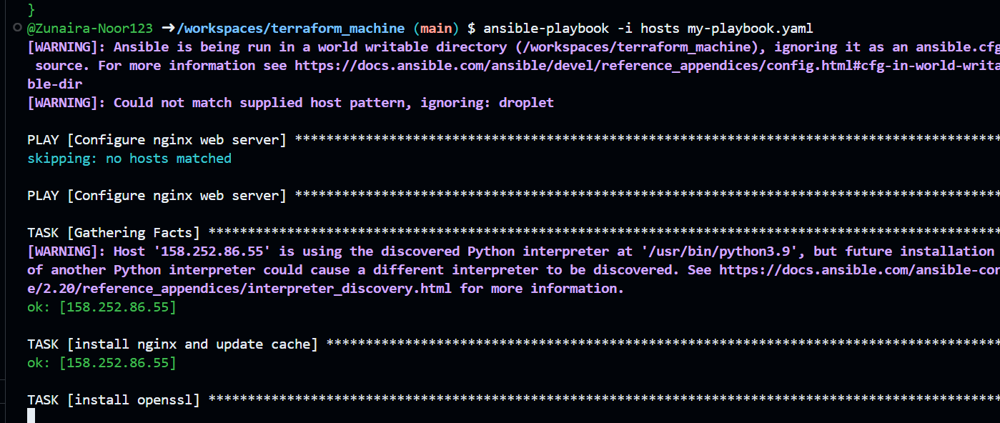 }
@Zunaira-Noor123 ➜/workspaces/terraform_machine (main) $ ansible-playbook -i hosts my-playbook.yaml
[WARNING]: Ansible is being run in a world writable directory (/workspaces/terraform_machine), ignoring it as an ansible.cfg
source. For more information see https://docs.ansible.com/ansible/devel/reference_appendices/config.html#cfg-in-world-writa
ble-dir
[WARNING]: Could not match supplied host pattern, ignoring: droplet
PLAY [Configure nginx web server] ******************************************************************************************
skipping: no hosts matched
PLAY [Configure nginx web server] ******************************************************************************************
TASK [Gathering Facts] *****************************************************************************************************
[WARNING]: Host '158.252.86.55' is using the discovered Python interpreter at '/usr/bin/python3.9', but future installation
of another Python interpreter could cause a different interpreter to be discovered. See https://docs.ansible.com/ansible-cor
e/2.20/reference_appendices/interpreter_discovery.html for more information.
ok: [158.252.86.55]
TASK [install nginx and update cache] **************************************************************************************
ok: [158.252.86.55]
TASK [install openssl] *****************************************************************************************************